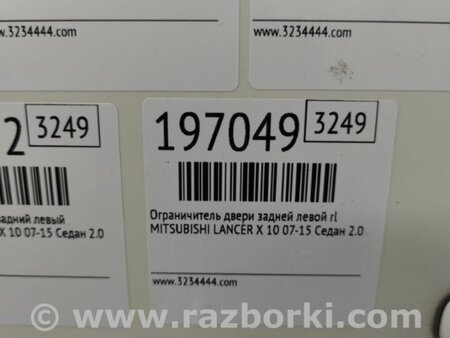 www.3234444.com
www.3234444.com
2 3249
задний левый
X 10 07-15 Седан 2.0
www.3234444.com
197049 3249
Ограничитель двери задней левой rl
MITSUBISHI LANCER X 10 07-15 Седан 2.0
www.3234444.com
© www.razborki.com